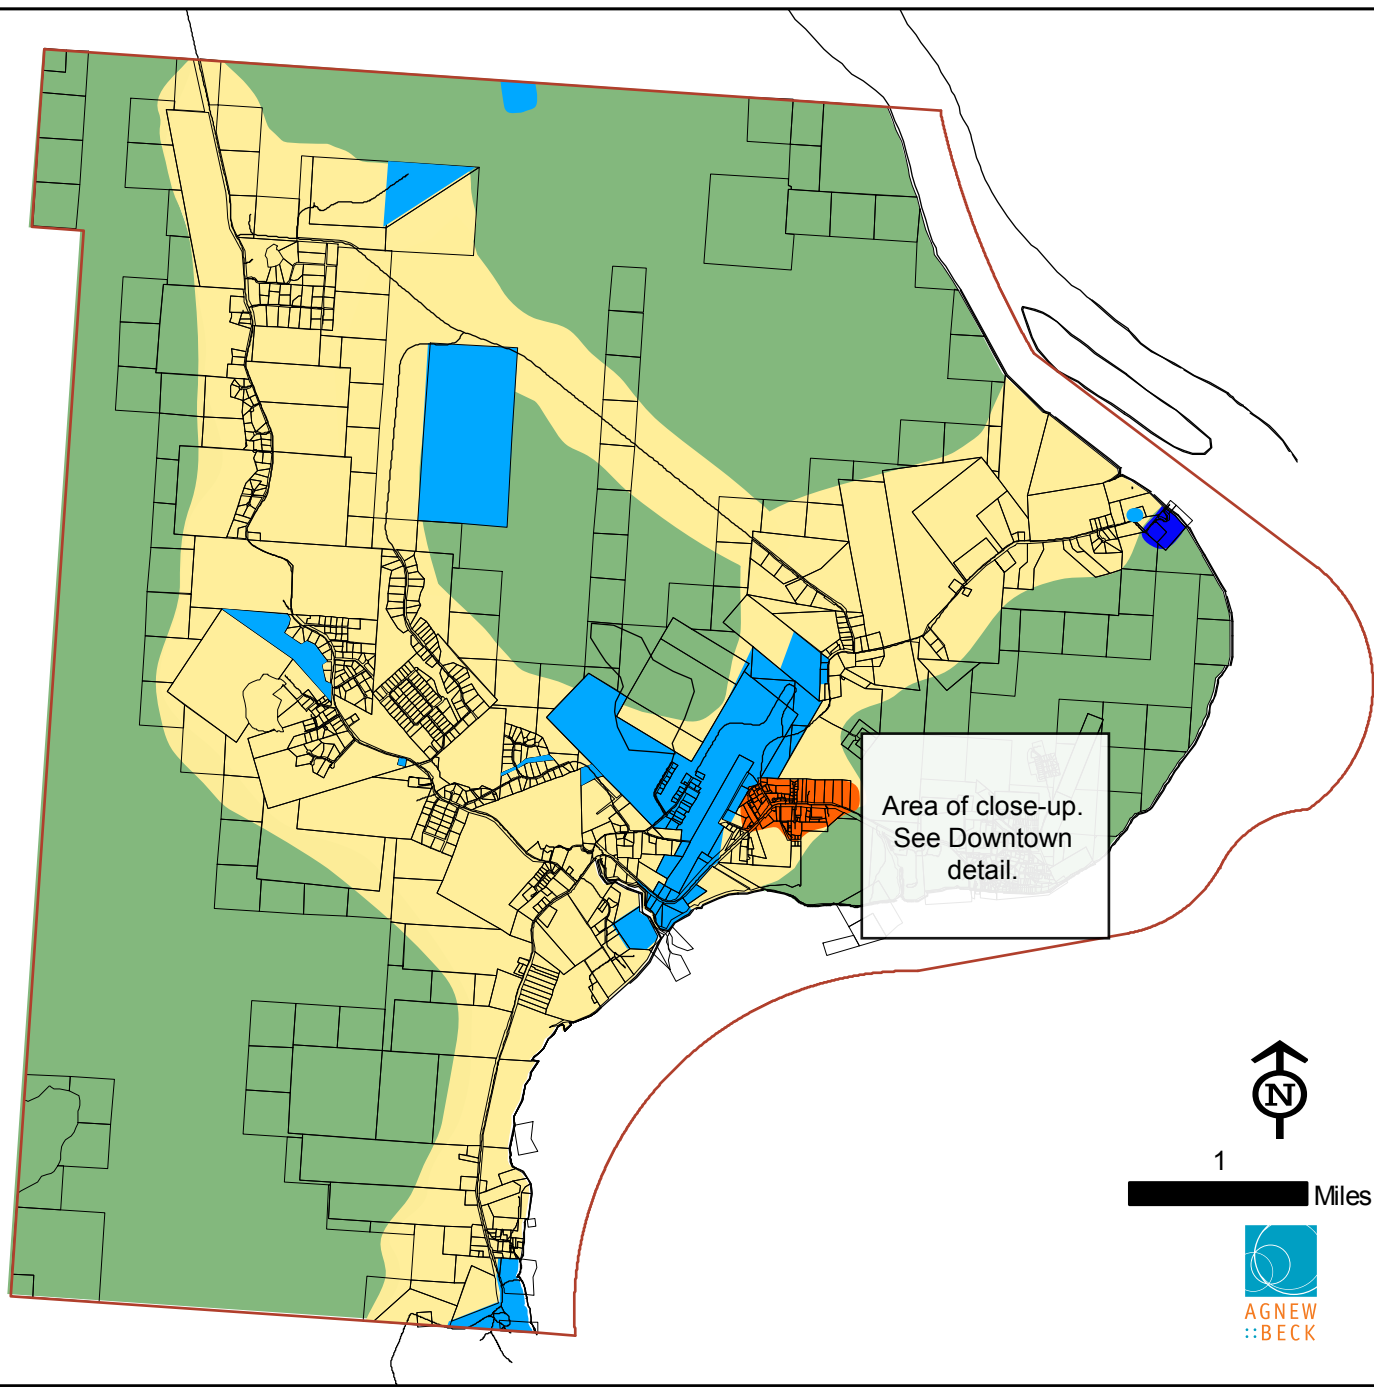 Area of close-up.
See Downtown
detail.
N
1
Miles
AGNEW
::BECK